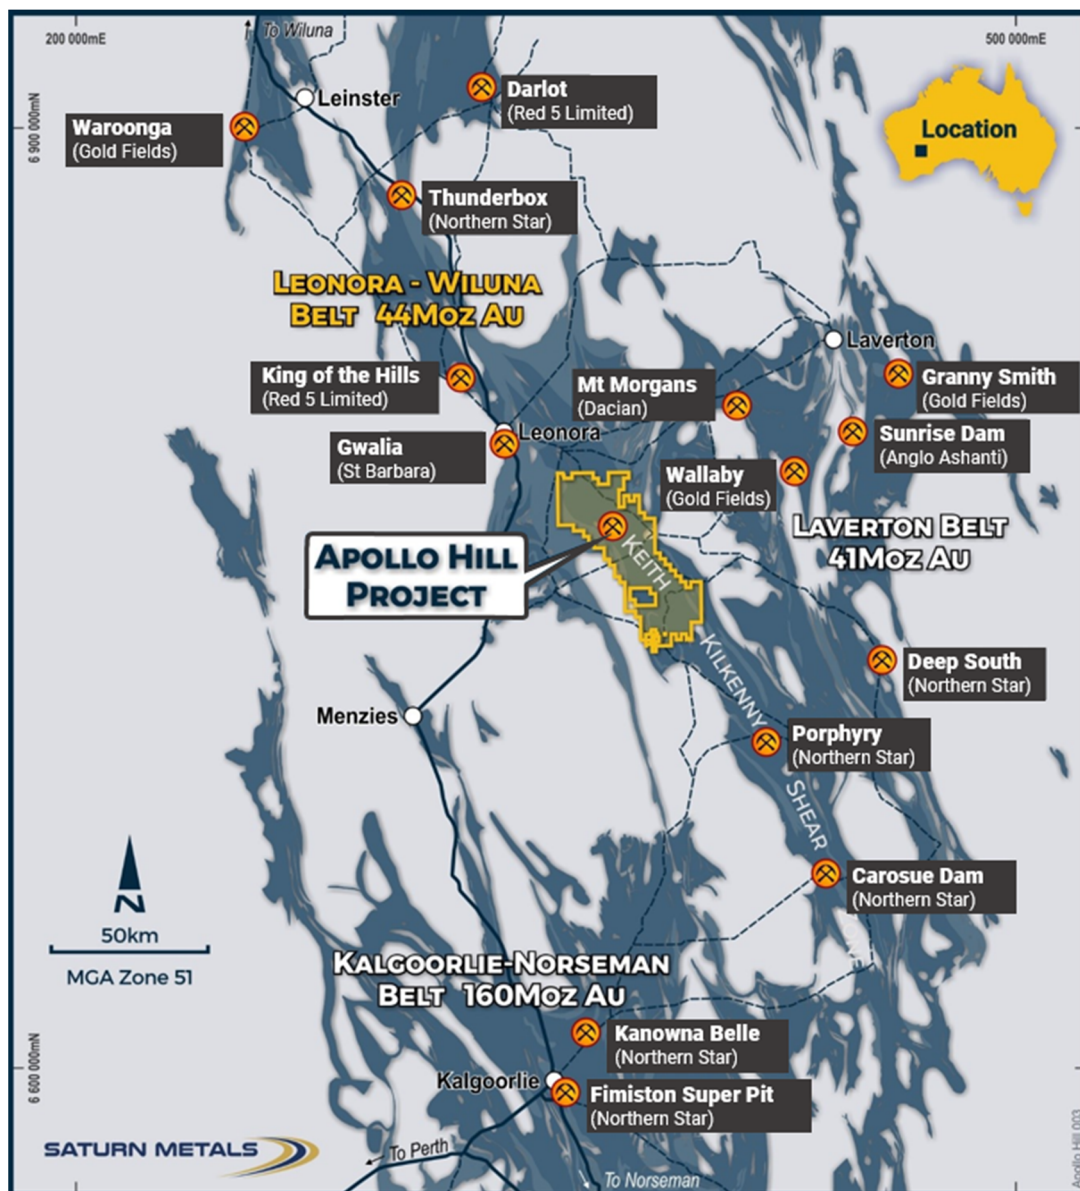 200 000mE
To Wiluna
500 000mE
6 900 000mN
Leinster
Darlot
(Red 5 Limited)
Location
Waroonga
(Gold Fields)
Thunderbox
(Northern Star)
LEONORA - WILUNA
BELT 44MOZ AU
Laverton
King of the Hills
(Red 5 Limited)
Mt Morgans
(Dacian)
Granny Smith
(Gold Fields)
Leonora
Gwalia
(St Barbara)
Sunrise Dam
(Anglo Ashanti)
Wallaby
(Gold Fields)
LAVERTON BELT
41MOZ AU
APOLLO HILL
PROJECT
KEITH
KILKENNY
SHEAR
ZONE
Deep South
(Northern Star)
Menzies
Porphyry
(Northern Star)
Carosue Dam
(Northern Star)
N
50km
MGA Zone 51
KALGOORLIE-NORSEMAN
BELT 160MOZ AU
Kanowna Belle
(Northern Star)
6 600 000mN
Kalgoorlie
Fimiston Super Pit
(Northern Star)
SATURN METALS
To Perth
To Norseman
Apollo Hill 003